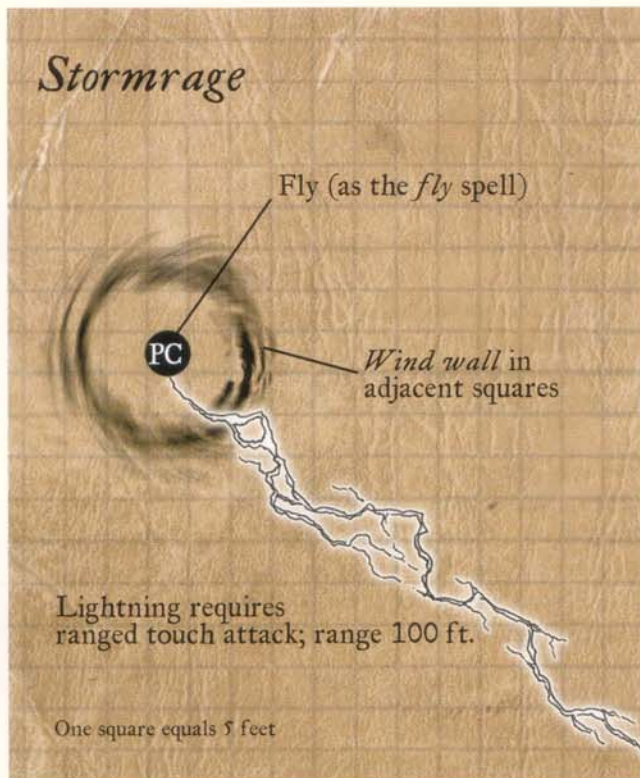 Stormrage
Fly (as the fly spell)
PC
Wind wall in
adjacent squares
Lightning requires
ranged touch attack; range 100 ft.
One square equals 5 feet